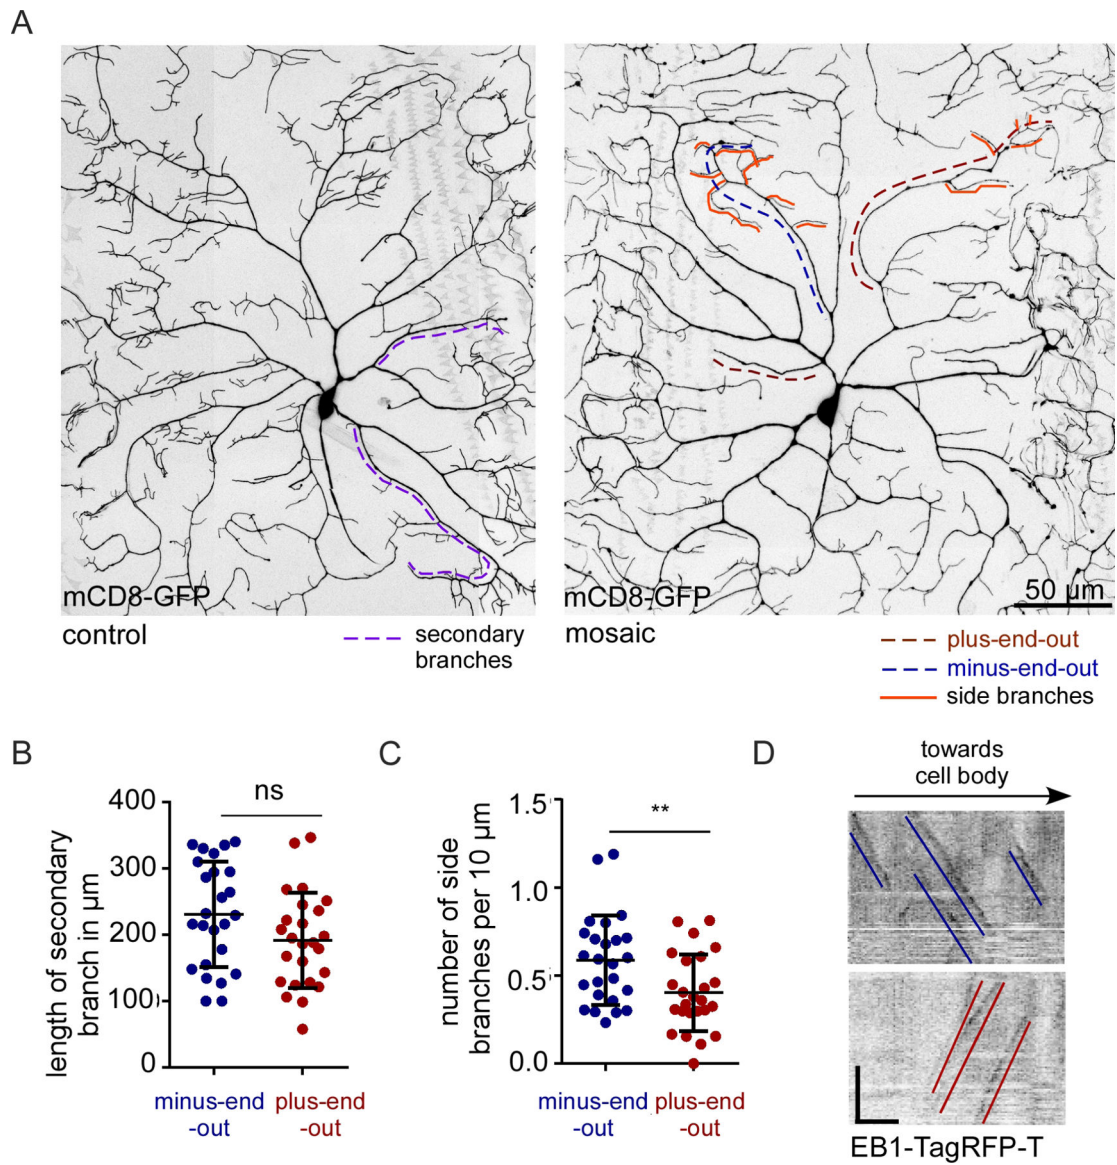 A
mCD8-GFP
control
secondary
branches
mCD8-GFP
mosaic
50 µm
plus-end-out
minus-end-out
side branches
B
length of secondary
branch in µm
400
300
200
100
0
ns
minus-end
-out
plus-end
-out
C
number of side
branches per 10 µm
1.5
1.0
0.5
0.0
**
minus-end
-out
plus-end
-out
D
towards
cell body
EB1-TagRFP-T